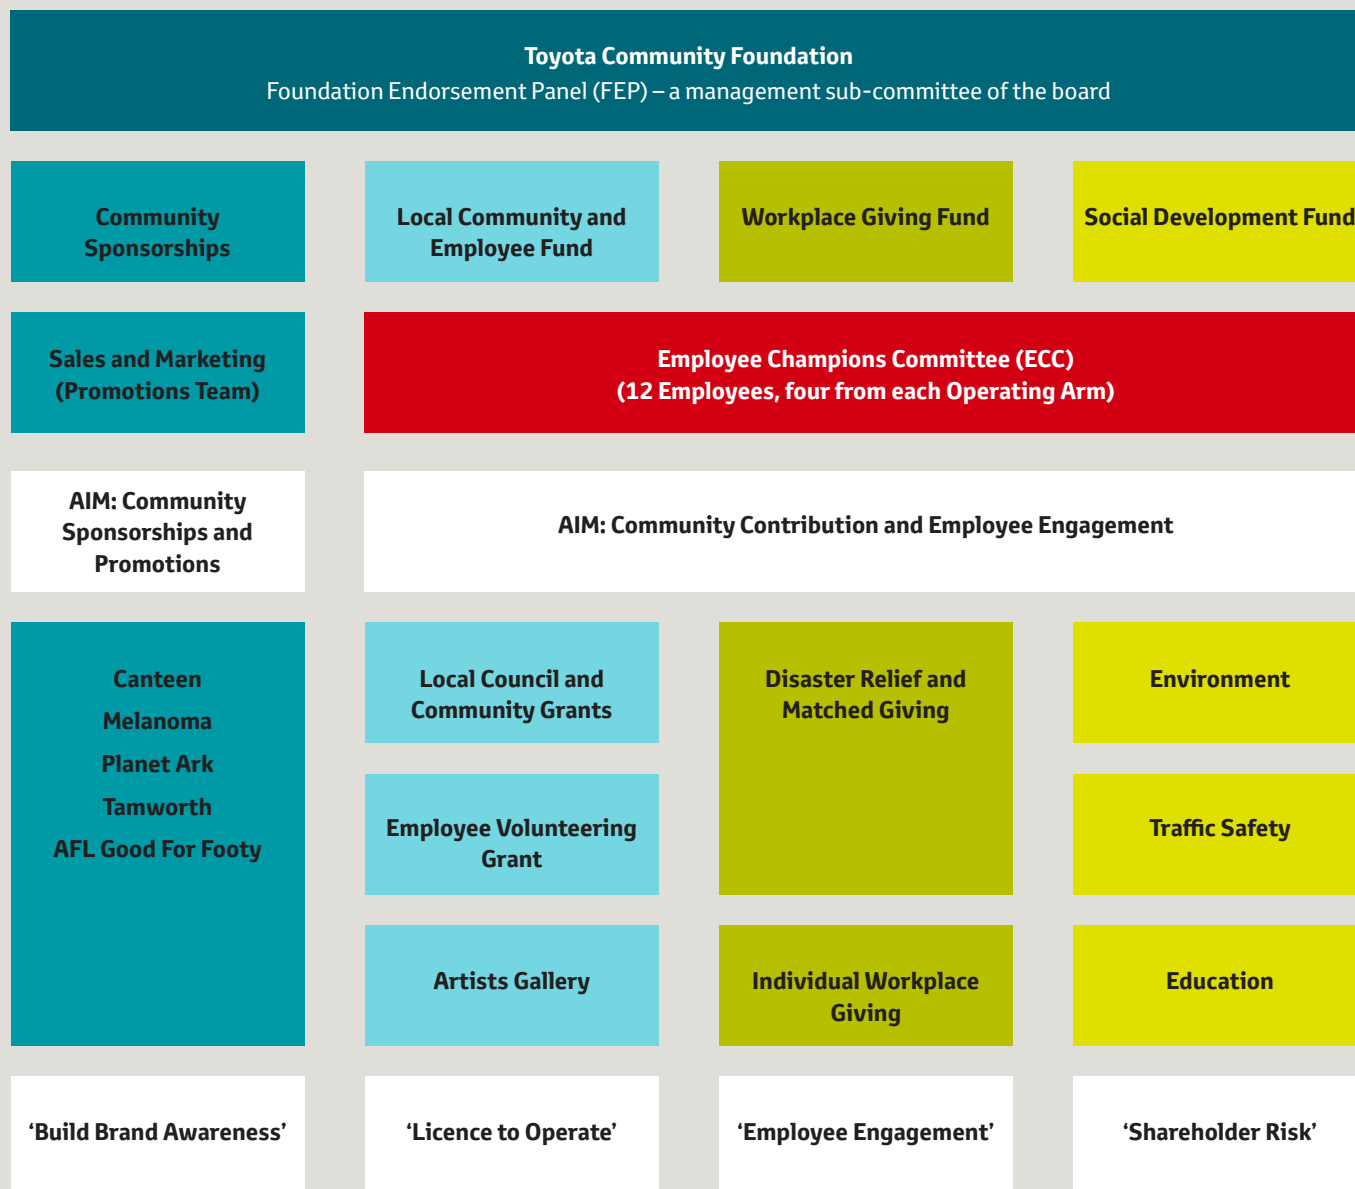 Toyota Community Foundation
Foundation Endorsement Panel (FEP) – a management sub-committee of the board
Community
Sponsorships
Local Community and
Employee Fund
Workplace Giving Fund
Social Development Fund
Sales and Marketing
(Promotions Team)
Employee Champions Committee (ECC)
(12 Employees, four from each Operating Arm)
AIM: Community
Sponsorships and
Promotions
AIM: Community Contribution and Employee Engagement
Canteen
Melanoma
Planet Ark
Tamworth
AFL Good For Footy
Local Council and
Community Grants
Disaster Relief and
Matched Giving
Environment
Employee Volunteering
Grant
Traffic Safety
Artists Gallery
Individual Workplace
Giving
Education
‘Build Brand Awareness’
‘Licence to Operate’
‘Employee Engagement’
‘Shareholder Risk’